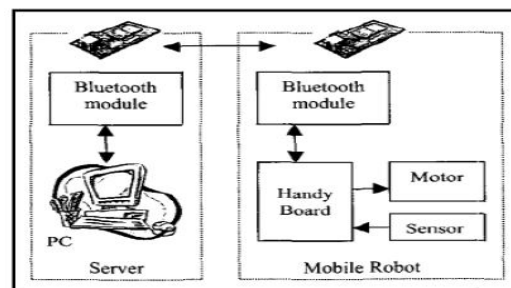 Bluetooth
module
PC
Server
Bluetooth
module
Handy
Board
Motor
Sensor
Mobile Robot